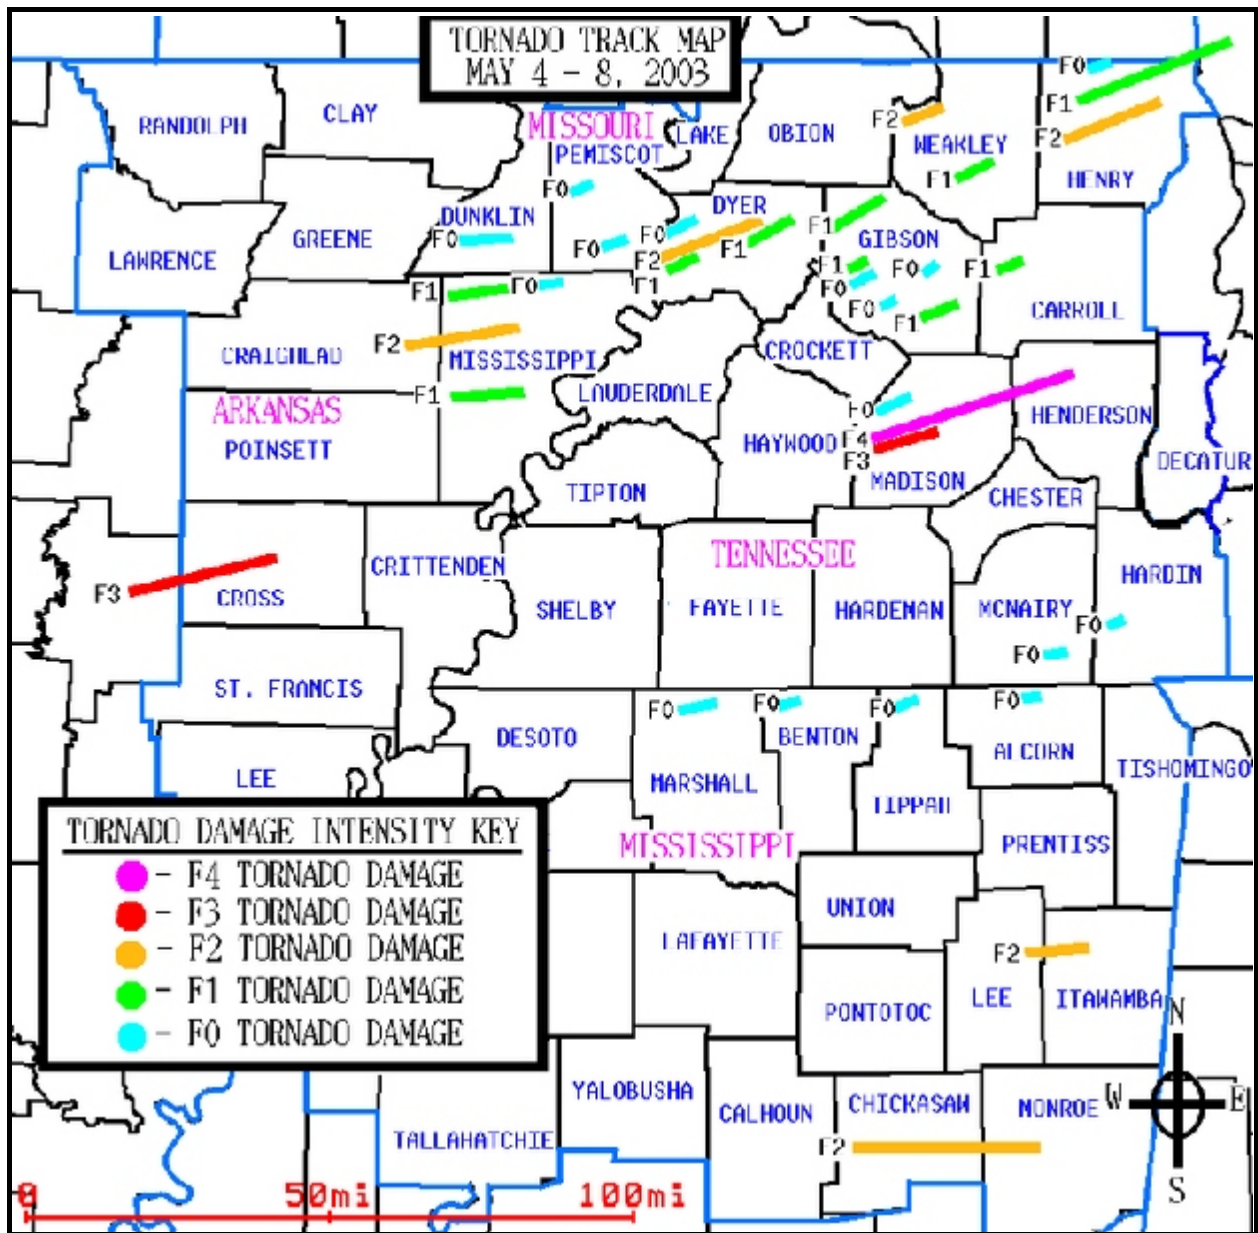 TORNADO TRACK MAP
MAY 4 - 8, 2003
F0
F1
F2
RANDOLPH
CLAY
MISSOURI
PEMISCOT
LAKE
OBION
F2
WEAKLEY
F1
HENRY
F0
DUNKLIN
F0
F0
DYER
F0
F2
F1
F1
F1
GIBSON
F1
F0
F0
F0
F1
F1
CARROLL
LAWRENCE
GREENE
F1
F0
F2
CRAIGHEAD
MISSISSIPPI
F1
ARKANSAS
POINSETT
CROCKETT
LAUDERDALE
HAYWOOD
F0
F4
F3
HENDERSON
MADISON
DECATUR
CHESTER
TIPTON
TENNESSEE
F3
CROSS
CRITTENDEN
SHELBY
FAYETTE
HARDEMAN
MCNAIRY
HARDIN
F0
F0
ST. FRANCIS
LEE
DESOTO
F0
MARSHALL
F0
BENTON
F0
TIPPAH
F0
ALCORN
TISHOMINGO
PRENTISS
MISSISSIPPI
UNION
LAFAYETTE
F2
PONTOTOC
LEE
ITAWAMBA
TORNADO DAMAGE INTENSITY KEY
- F4 TORNADO DAMAGE
- F3 TORNADO DAMAGE
- F2 TORNADO DAMAGE
- F1 TORNADO DAMAGE
- F0 TORNADO DAMAGE
YALOBUSHA
CALHOUN
CHICKASAW
MONROE
TALLAHATCHIE
F2
N
W
E
S
0
50mi
100mi